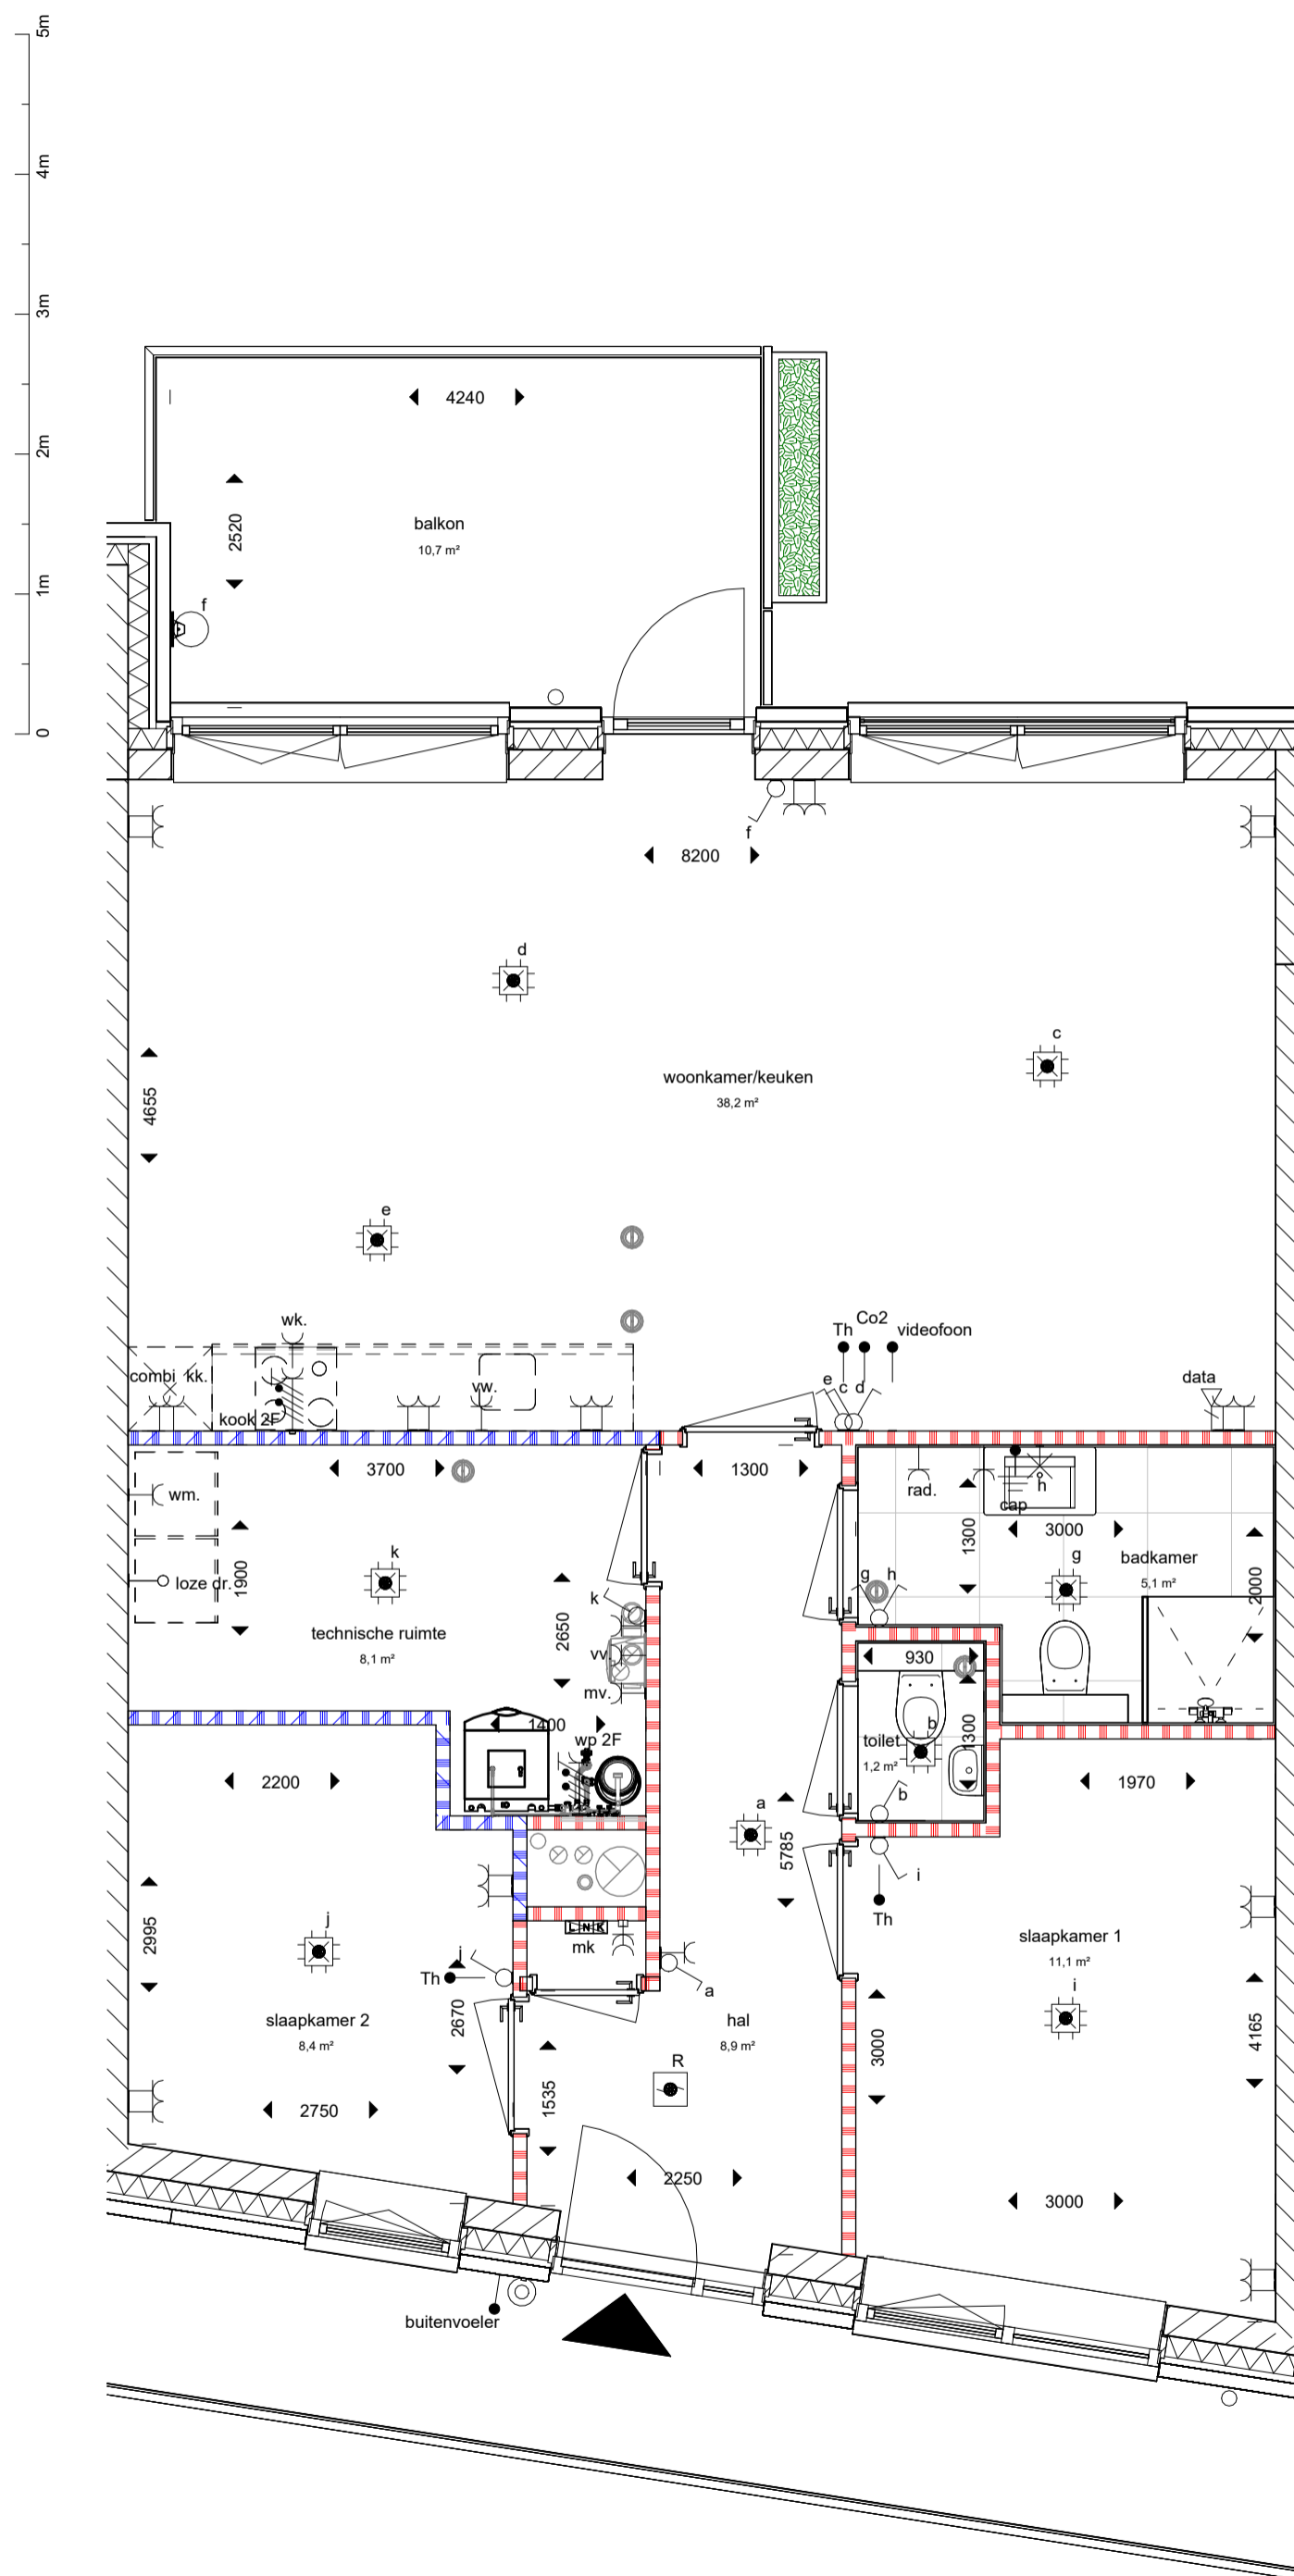 5m
4m
3m
2m
1m
0
4240
2520
balkon
10,7 m²
f
f
8200
d
c
woonkamer/keuken
38,2 m²
4655
e
wk.
Co2
Th
videofoon
combi
kk.
vw.
e
c
d
data
kook 2F
3700
1300
wm.
rad.
cap
h
3000
1300
badkamer
5,1 m²
g
k
loze dr.
1900
g
h
2000
k
2650
technische ruimte
8,1 m²
vv
mv.
930
1400
wp 2F
b
toilet
1,2 m²
1300
2200
1970
b
a
5785
i
Th
2995
j
L N K
mk
j
Th
a
slaapkamer 1
11,1 m²
i
slaapkamer 2
8,4 m²
2670
hal
8,9 m²
3000
4165
R
1535
2750
2250
3000
buitenvoeler